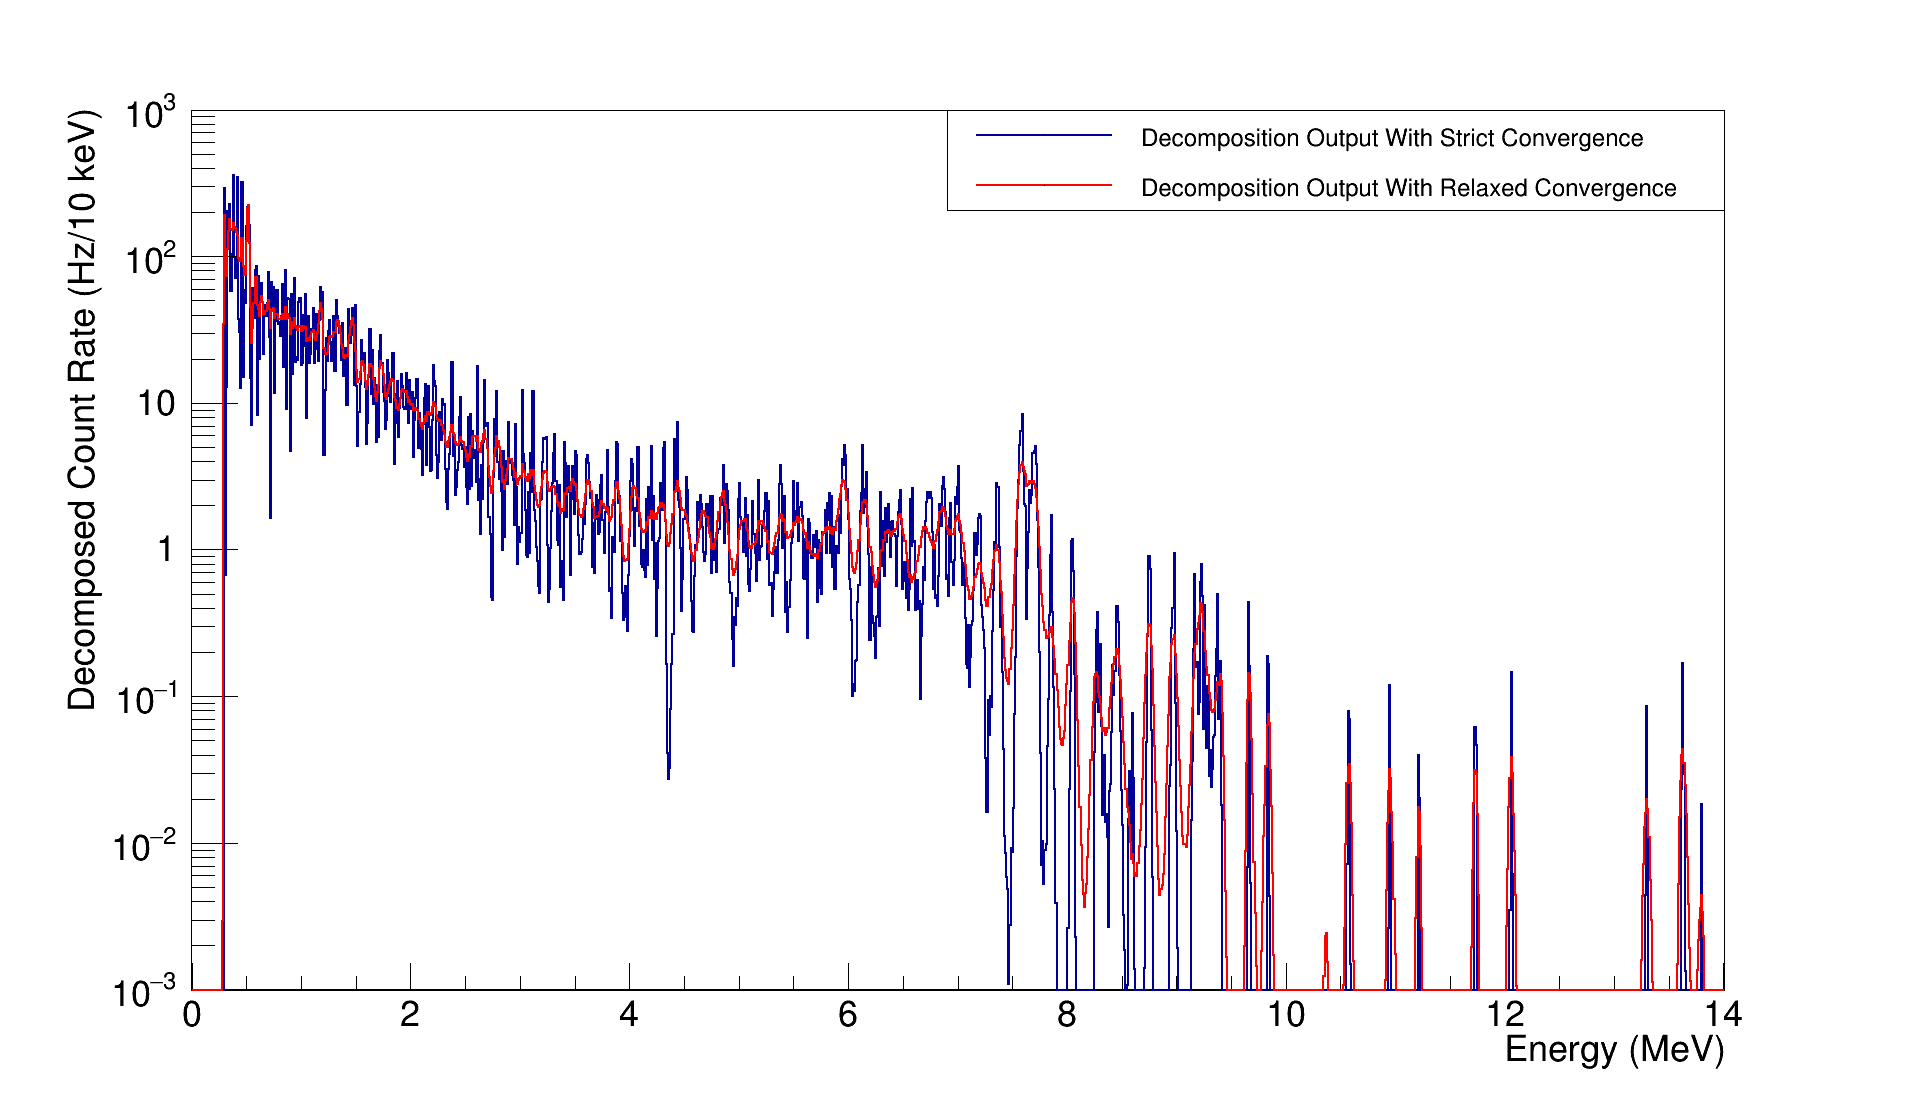 Decomposed Count Rate (Hz/10 keV)
10³
10²
10
1
10⁻¹
10⁻²
10⁻³
Decomposition Output With Strict Convergence
Decomposition Output With Relaxed Convergence
0 2 4 6 8 10 12 14
Energy (MeV)